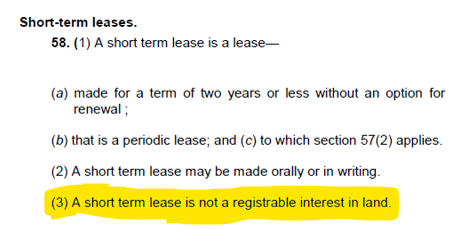 Short-term leases.
58. (1) A short term lease is a lease—
(a) made for a term of two years or less without an option for
renewal ;
(b) that is a periodic lease; and (c) to which section 57(2) applies.
(2) A short term lease may be made orally or in writing.
(3) A short term lease is not a registrable interest in land.